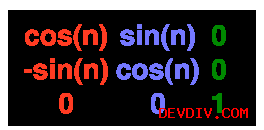 cos(n) sin(n) 0
-sin(n) cos(n) 0
0 0 1
DEVDIV.COM